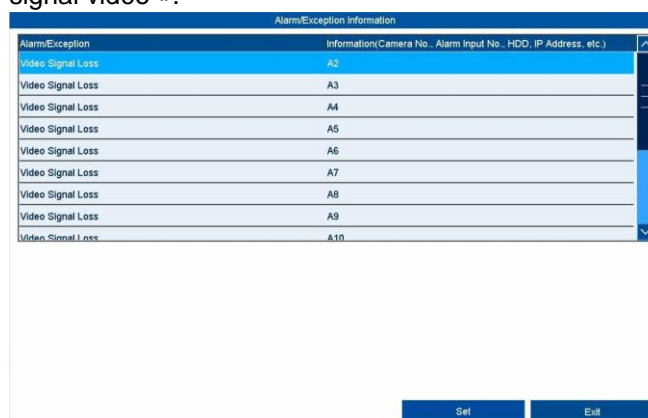 signal vidéo ».
Alarm/Exception Information
Alarm/Exception Information(Camera No., Alarm Input No., HDD, IP Address, etc.)
Video Signal Loss A2
Video Signal Loss A3
Video Signal Loss A4
Video Signal Loss A5
Video Signal Loss A6
Video Signal Loss A7
Video Signal Loss A8
Video Signal Loss A9
Video Signal Loss A10
Set Exit